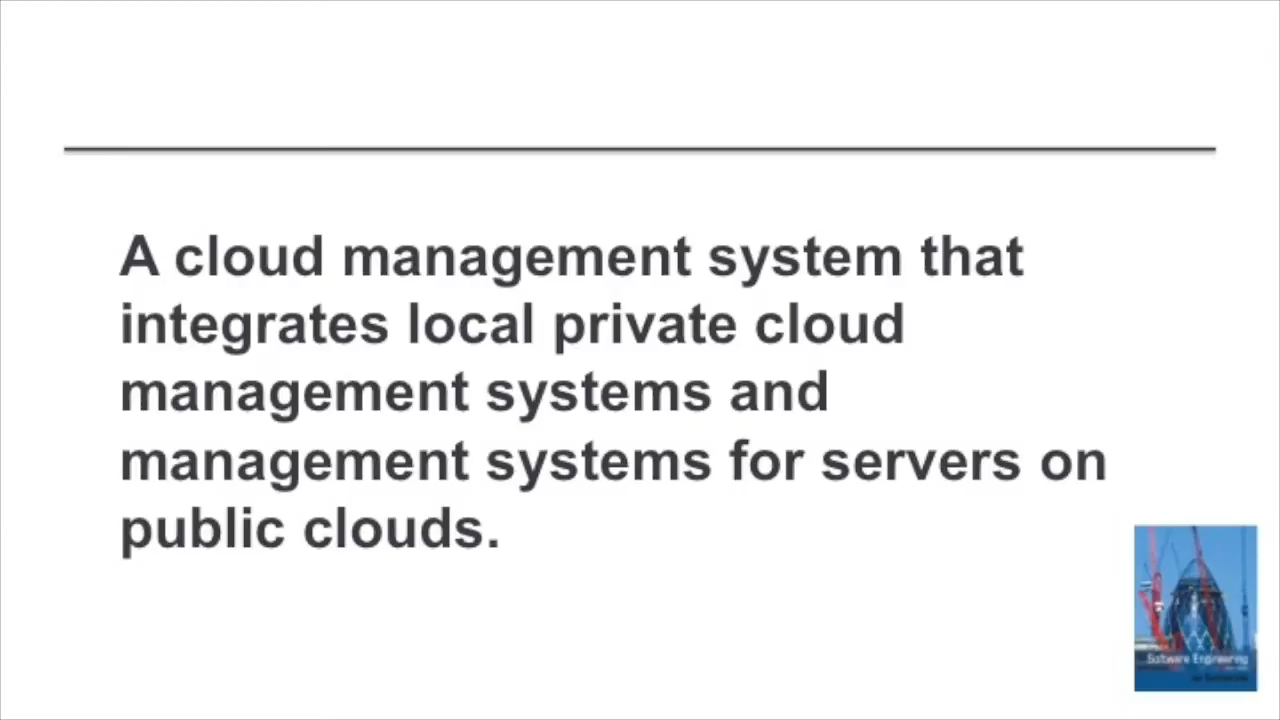 A cloud management system that
integrates local private cloud
management systems and
management systems for servers on
public clouds.
Software Engineering